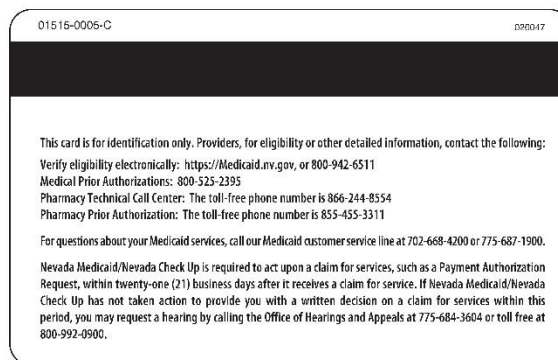 01515-0005-C
026047
This card is for identification only. Providers, for eligibility or other detailed information, contact the following:
Verify eligibility electronically: https://Medicaid.nv.gov, or 800-942-6511
Medical Prior Authorizations: 800-525-2395
Pharmacy Technical Call Center: The toll-free phone number is 866-244-8554
Pharmacy Prior Authorization: The toll-free phone number is 855-455-3311
For questions about your Medicaid services, call our Medicaid customer service line at 702-668-4200 or 775-687-1900.
Nevada Medicaid/Nevada Check Up is required to act upon a claim for services, such as a Payment Authorization
Request, within twenty-one (21) business days after it receives a claim for service. If Nevada Medicaid/Nevada
Check Up has not taken action to provide you with a written decision on a claim for services within this
period, you may request a hearing by calling the Office of Hearings and Appeals at 775-684-3604 or toll free at
800-992-0900.